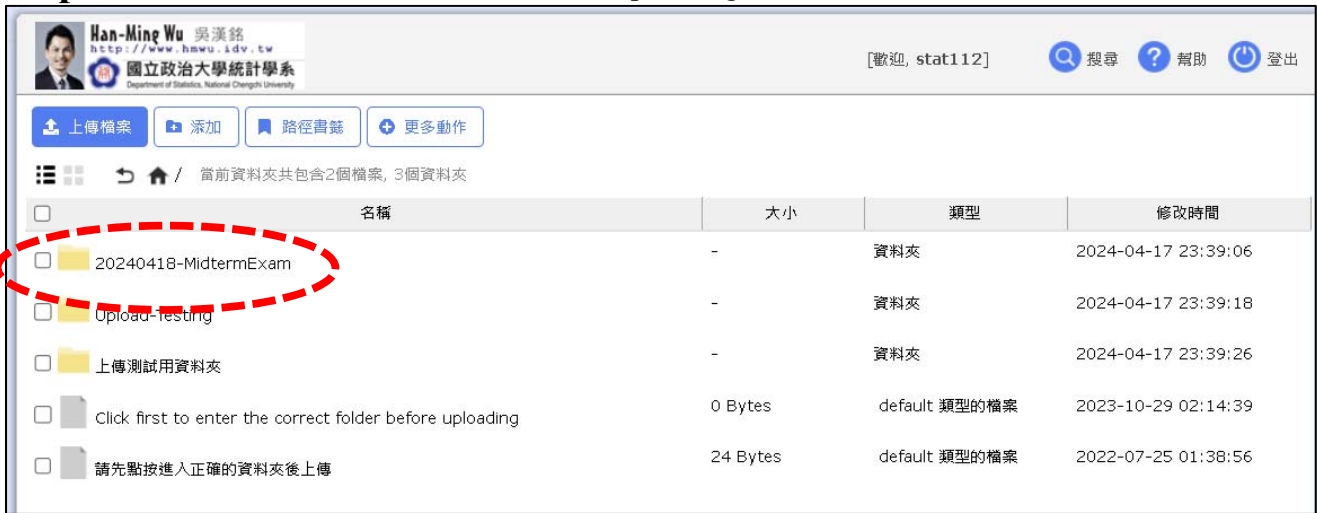 Han-Ming Wu 吳漢銘
http://www.hmwu.idv.tw
國立政治大學統計學系
Department of Statistics, National Chengchi University
[歡迎, stat112] 搜尋 幫助 登出
上傳檔案 添加 路徑書籤 更多動作
/ 當前資料夾共包含2個檔案, 3個資料夾
名稱 大小 類型 修改時間
20240418-MidtermExam - 資料夾 2024-04-17 23:39:06
Upload-Testing - 資料夾 2024-04-17 23:39:18
上傳測試用資料夾 - 資料夾 2024-04-17 23:39:26
Click first to enter the correct folder before uploading 0 Bytes default 類型的檔案 2023-10-29 02:14:39
請先點按進入正確的資料夾後上傳 24 Bytes default 類型的檔案 2022-07-25 01:38:56